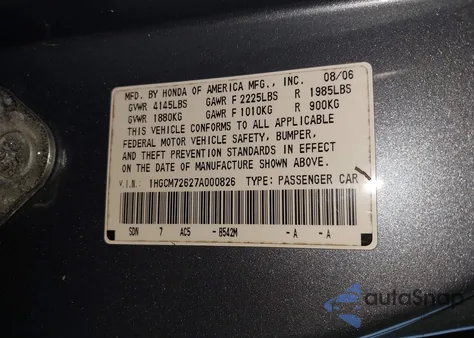 MFD. BY HONDA OF AMERICA MFG., INC. 08/06
GVWR 4145LBS GAWR F 2225LBS R 1985LBS
GVWR 1880KG GAWR F 1010KG R 900KG
THIS VEHICLE CONFORMS TO ALL APPLICABLE
FEDERAL MOTOR VEHICLE SAFETY, BUMPER,
AND THEFT PREVENTION STANDARDS IN EFFECT
ON THE DATE OF MANUFACTURE SHOWN ABOVE.
V.I.N.: 1HGCM72627A000826 TYPE: PASSENGER CAR
SDN 7 AC5 - B542M - A - A
autoSnap